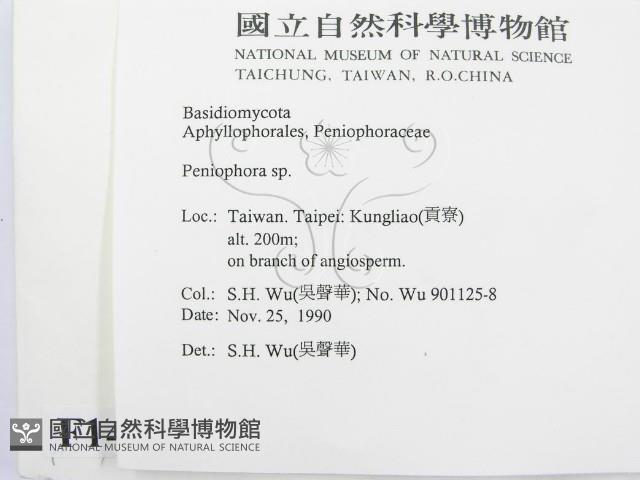 國立自然科學博物館
NATIONAL MUSEUM OF NATURAL SCIENCE
TAICHUNG, TAIWAN, R.O.CHINA
Basidiomycota
Aphyllophorales, Peniophoraceae
Peniophora sp.
Loc.: Taiwan. Taipei: Kungliao(貢寮)
alt. 200m;
on branch of angiosperm.
Col.: S.H. Wu(吳聲華); No. Wu 901125-8
Date: Nov. 25, 1990
Det.: S.H. Wu(吳聲華)
國立自然科學博物館
NATIONAL MUSEUM OF NATURAL SCIENCE